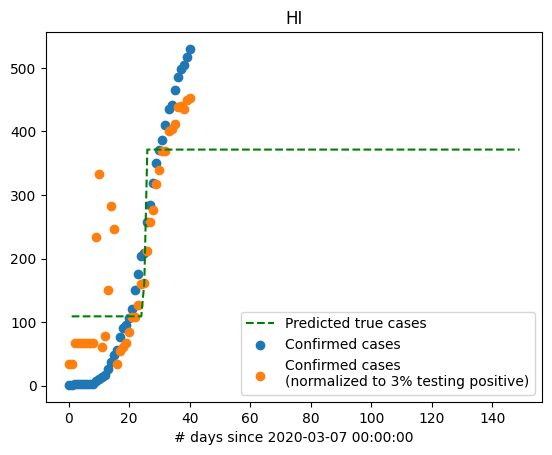 HI
500
400
300
200
100
0
Predicted true cases
Confirmed cases
Confirmed cases
(normalized to 3% testing positive)
0 20 40 60 80 100 120 140
# days since 2020-03-07 00:00:00